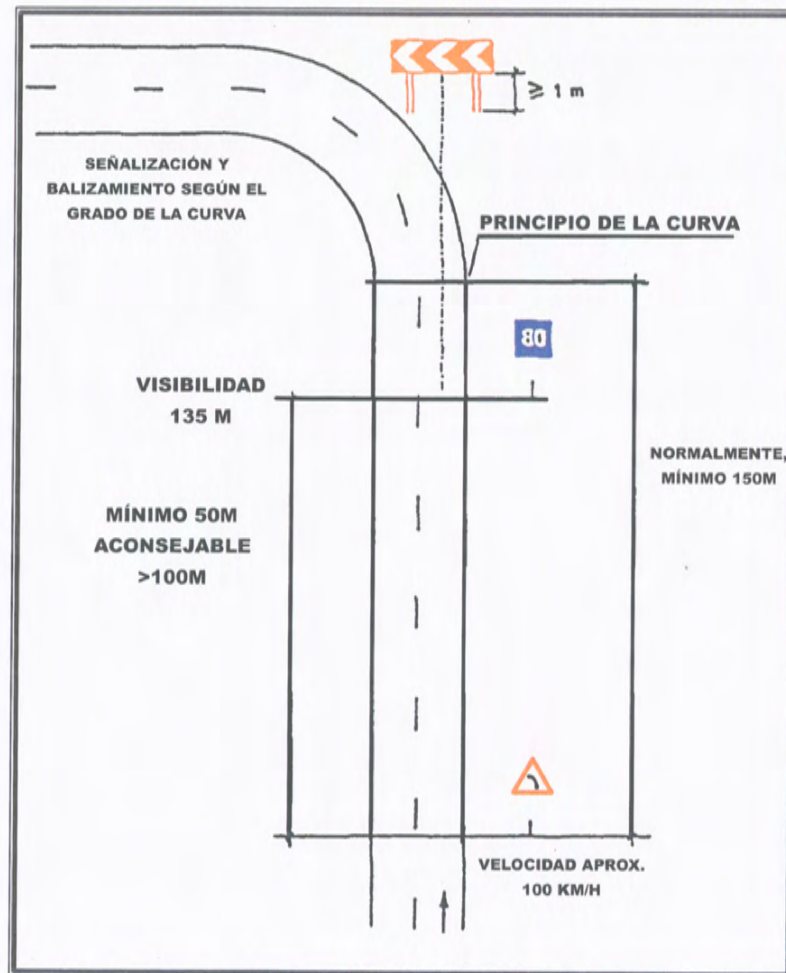 ≥ 1 m
SEÑALIZACIÓN Y
BALIZAMIENTO SEGÚN EL
GRADO DE LA CURVA
PRINCIPIO DE LA CURVA
VISIBILIDAD
135 M
NORMALMENTE,
MÍNIMO 150M
MÍNIMO 50M
ACONSEJABLE
>100M
VELOCIDAD APROX.
100 KM/H